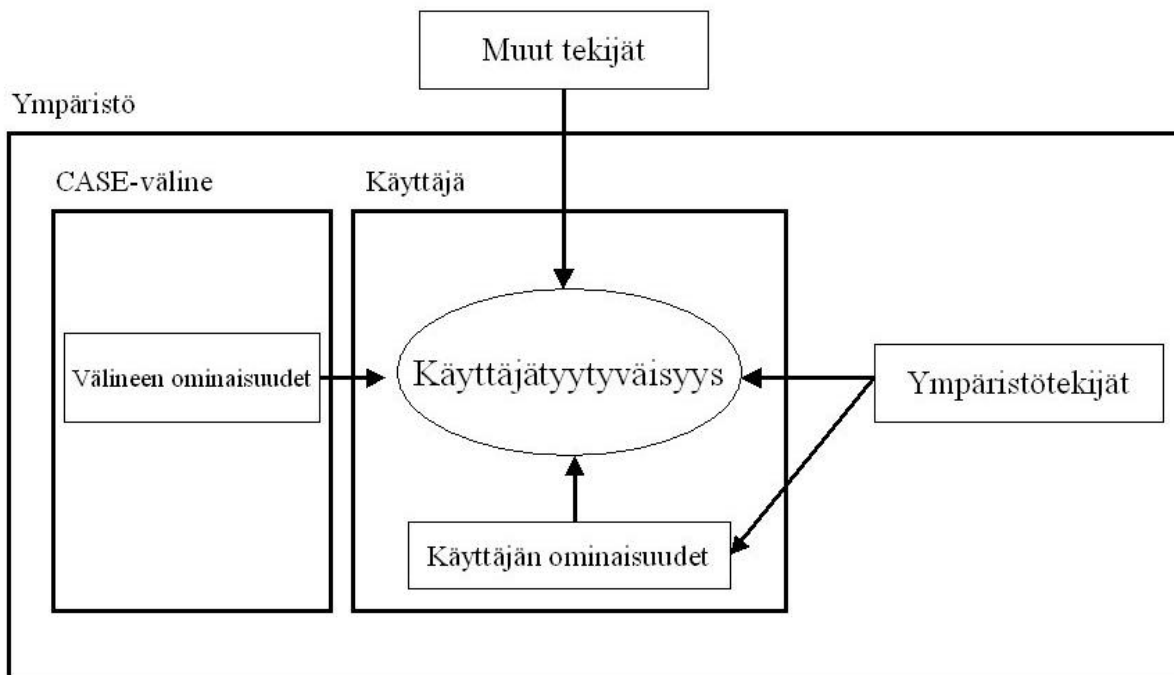 Muut tekijät
Ympäristö
CASE-väline
Käyttäjä
Välineen ominaisuudet
Käyttäjätyytyväisyys
Ympäristötekijät
Käyttäjän ominaisuudet